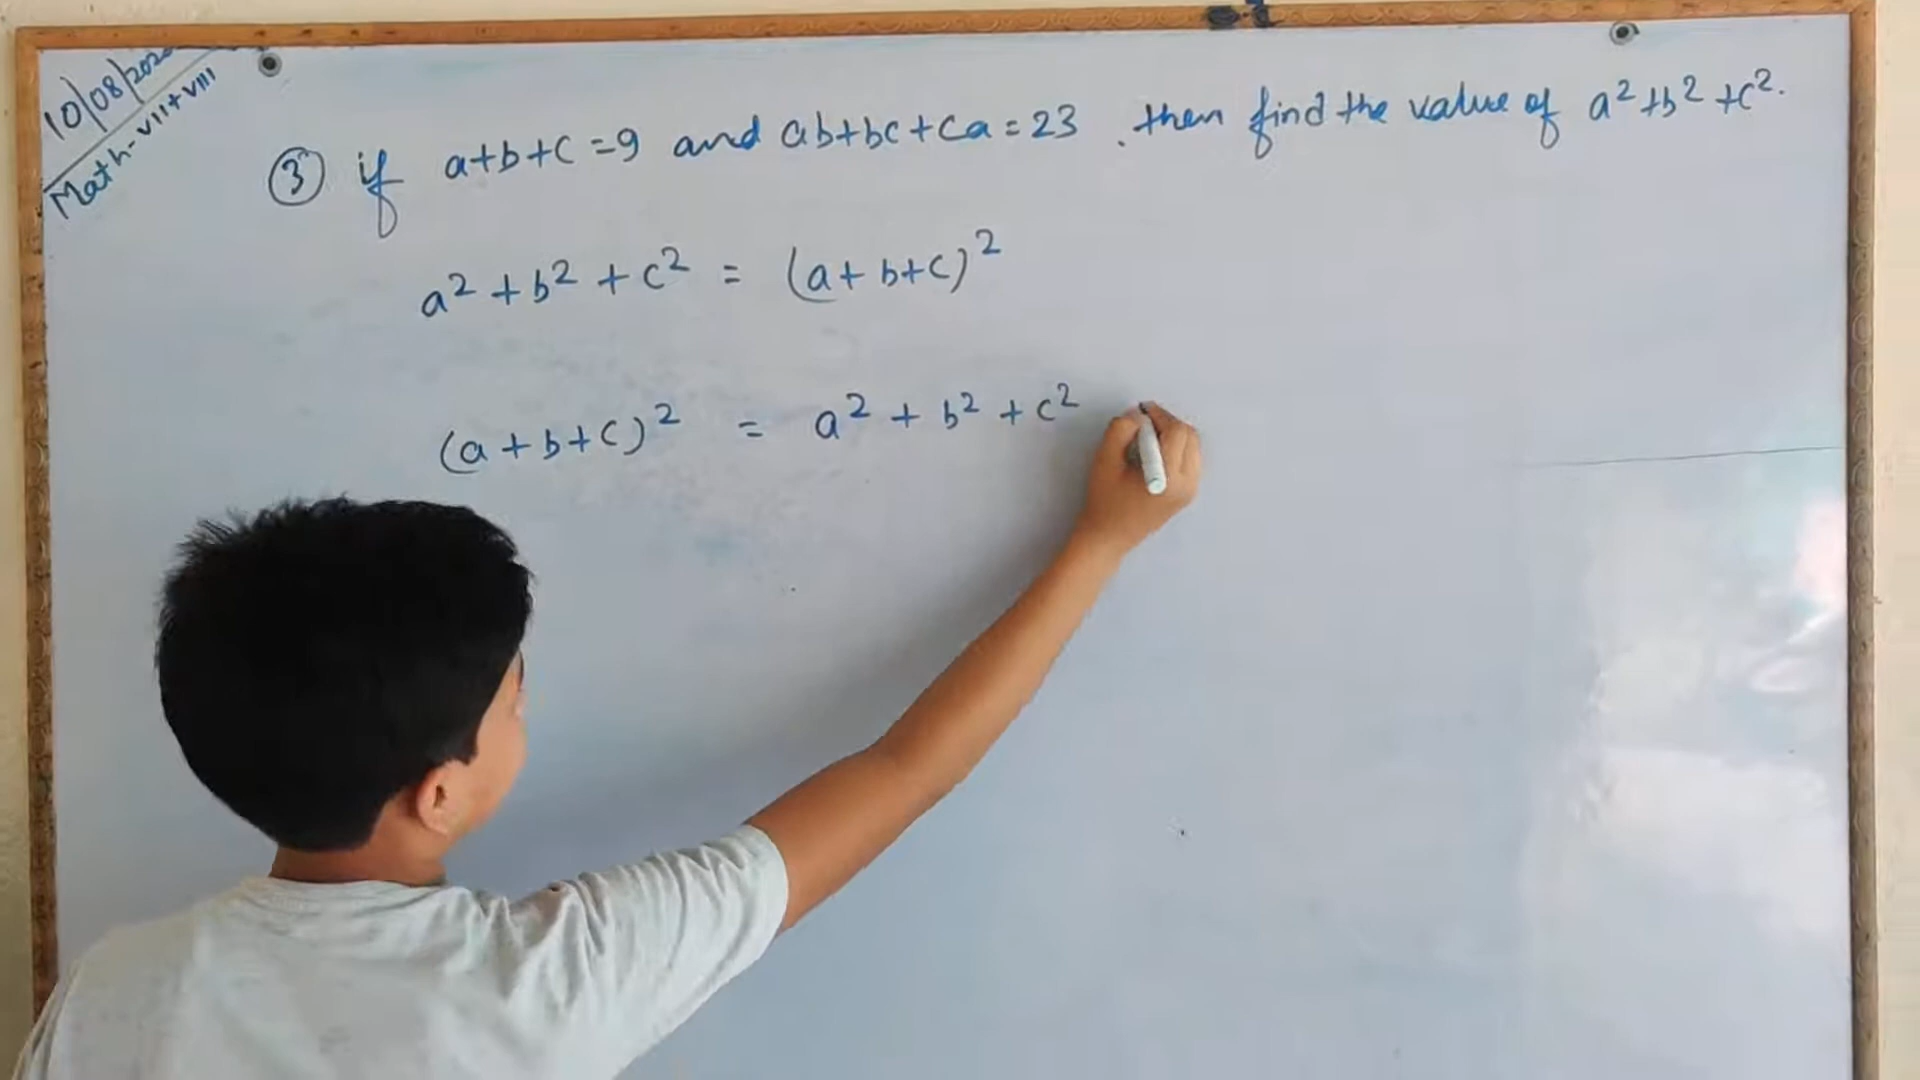 10/08/202
Math-VII+VIII
③ if a+b+c=9 and ab+bc+ca=23 . then find the value of a²+b²+c².
a² + b² + c² = (a+b+c)²
(a+b+c)² = a² + b² + c²